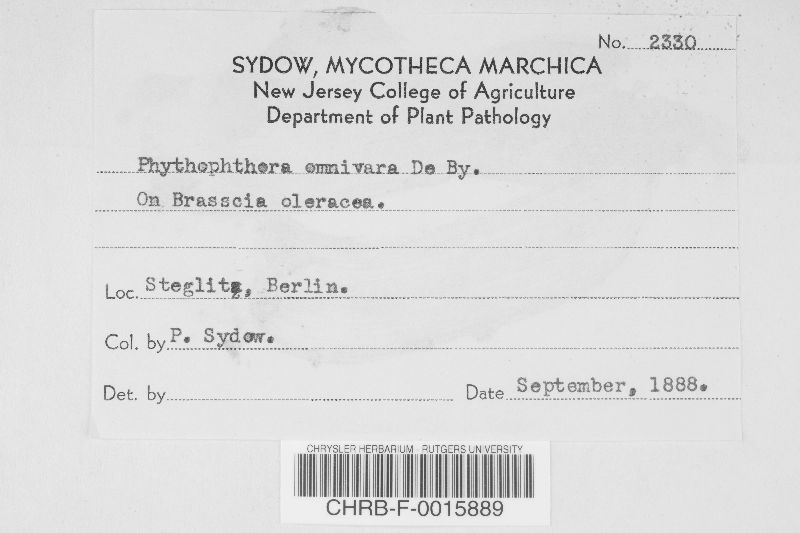 No. 2330
SYDOW, MYCOTHECA MARCHICA
New Jersey College of Agriculture
Department of Plant Pathology
Phythophthora omnivara De By.
On Brasscia oleracea.
Loc. Steglitz, Berlin.
Col. by P. Sydow.
Det. by
Date September, 1888.
CHRYSLER HERBARIUM RUTGERS UNIVERSITY
CHRB-F-0015889